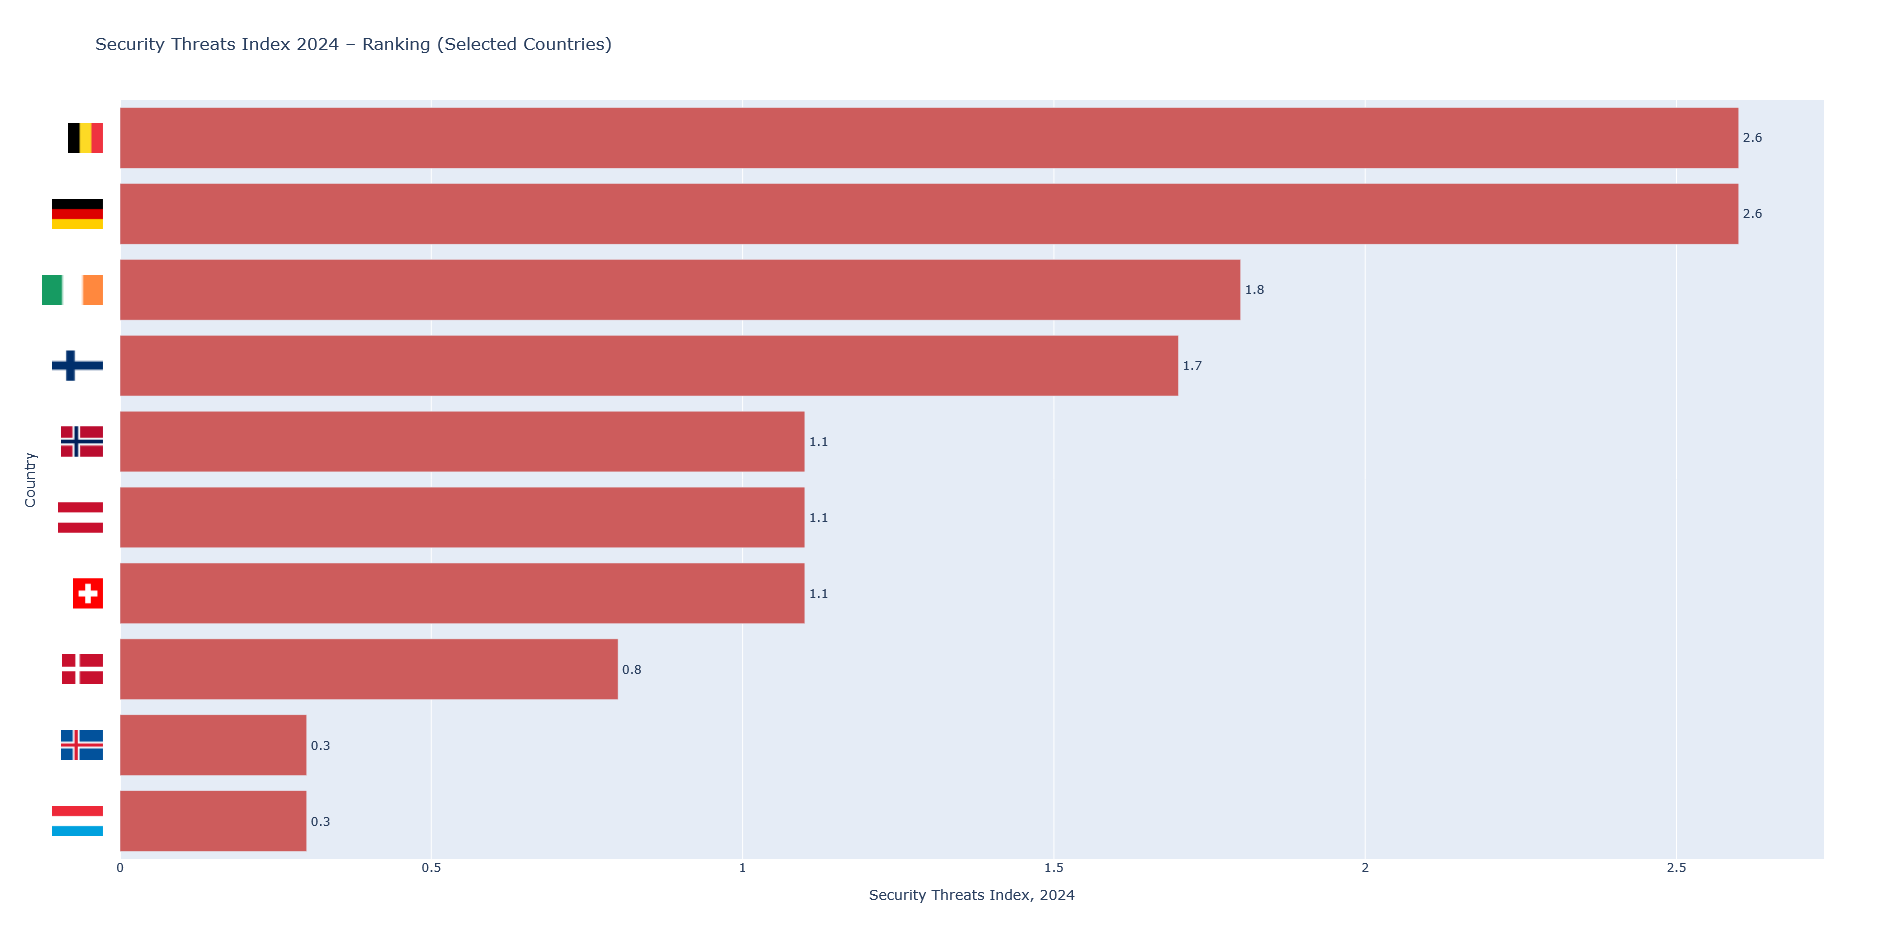 Security Threats Index 2024 – Ranking (Selected Countries)
2.6
2.6
1.8
1.7
1.1
1.1
1.1
0.8
0.3
0.3
Country
0 0.5 1 1.5 2 2.5
Security Threats Index, 2024